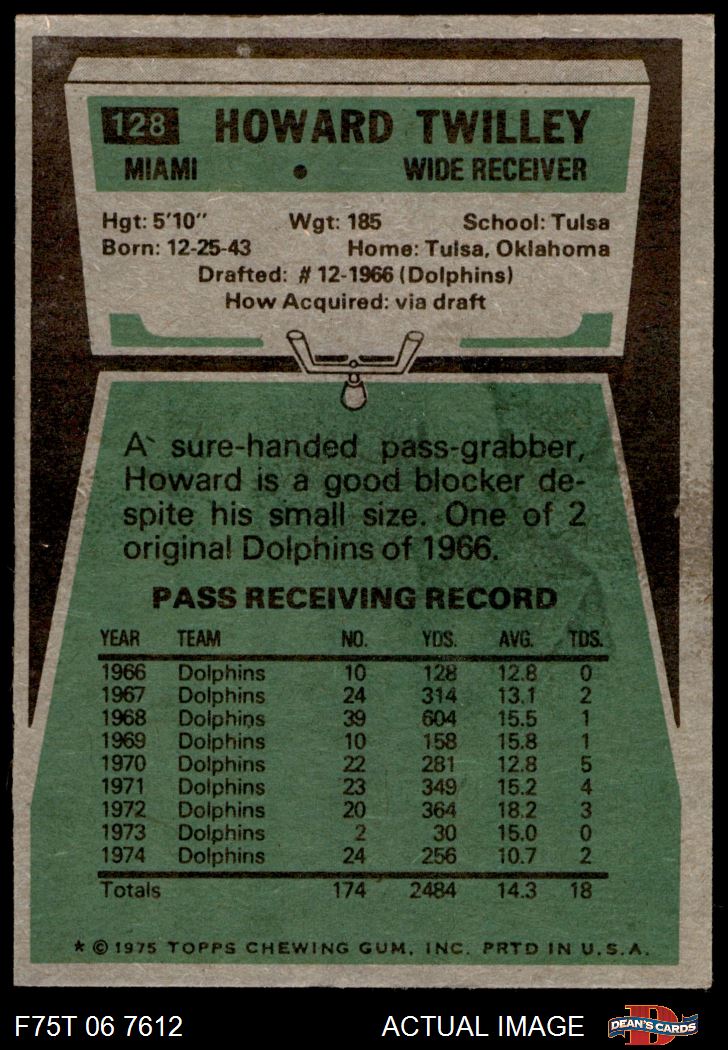 128 HOWARD TWILLEY
MIAMI • WIDE RECEIVER
Hgt: 5'10" Wgt: 185 School: Tulsa
Born: 12-25-43 Home: Tulsa, Oklahoma
Drafted: #12-1966 (Dolphins)
How Acquired: via draft
A sure-handed pass-grabber,
Howard is a good blocker de-
spite his small size. One of 2
original Dolphins of 1966.
PASS RECEIVING RECORD
YEAR TEAM NO. YDS. AVG. TDS.
1966 Dolphins 10 128 12.8 0
1967 Dolphins 24 314 13.1 2
1968 Dolphins 39 604 15.5 1
1969 Dolphins 10 158 15.8 1
1970 Dolphins 22 281 12.8 5
1971 Dolphins 23 349 15.2 4
1972 Dolphins 20 364 18.2 3
1973 Dolphins 2 30 15.0 0
1974 Dolphins 24 256 10.7 2
Totals 174 2484 14.3 18
* © 1975 TOPPS CHEWING GUM, INC. PRTD IN U.S.A.
F75T 06 7612 ACTUAL IMAGE D DEAN'S CARDS